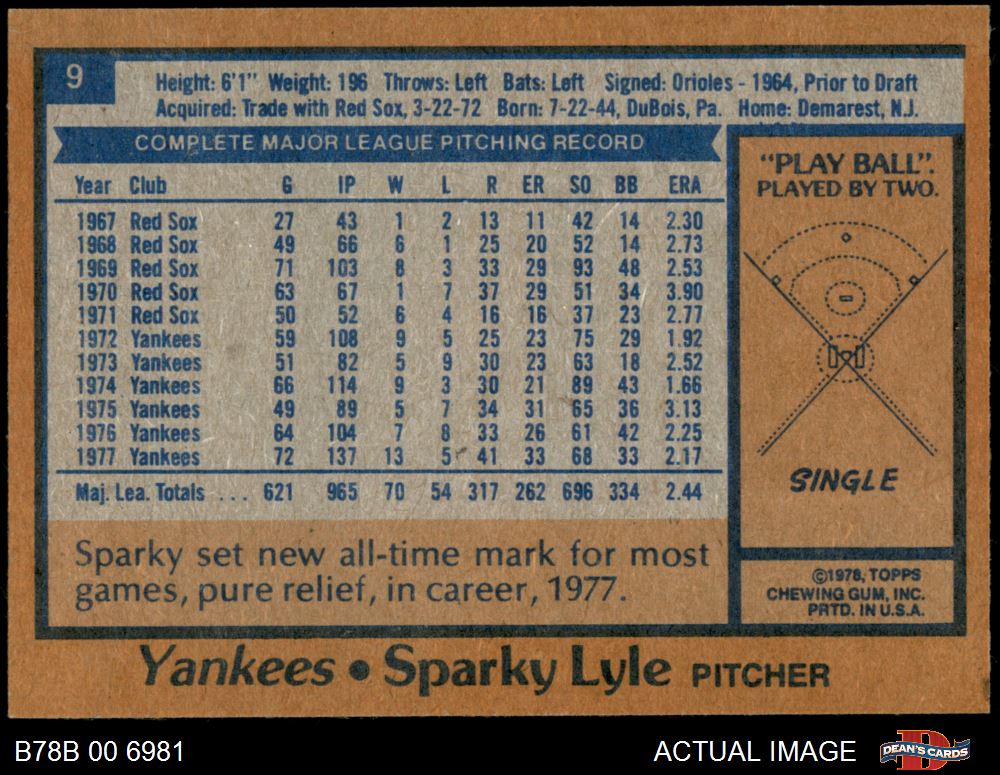 9
Height: 6'1" Weight: 196 Throws: Left Bats: Left Signed: Orioles - 1964, Prior to Draft
Acquired: Trade with Red Sox, 3-22-72 Born: 7-22-44, DuBois, Pa. Home: Demarest, N.J.
COMPLETE MAJOR LEAGUE PITCHING RECORD
Year Club G IP W L R ER SO BB ERA
1967 Red Sox 27 43 1 2 13 11 42 14 2.30
1968 Red Sox 49 66 6 1 25 20 52 14 2.73
1969 Red Sox 71 103 8 3 33 29 93 48 2.53
1970 Red Sox 63 67 1 7 37 29 51 34 3.90
1971 Red Sox 50 52 6 4 16 16 37 23 2.77
1972 Yankees 59 108 9 5 25 23 75 29 1.92
1973 Yankees 51 82 5 9 30 23 63 18 2.52
1974 Yankees 66 114 9 3 30 21 89 43 1.66
1975 Yankees 49 89 5 7 34 31 65 36 3.13
1976 Yankees 64 104 7 8 33 26 61 42 2.25
1977 Yankees 72 137 13 5 41 33 68 33 2.17
Maj. Lea. Totals ... 621 965 70 54 317 262 696 334 2.44
Sparky set new all-time mark for most
games, pure relief, in career, 1977.
"PLAY BALL".
PLAYED BY TWO.
SINGLE
©1978, TOPPS
CHEWING GUM, INC.
PRTD. IN U.S.A.
Yankees • Sparky Lyle PITCHER
B78B 00 6981
ACTUAL IMAGE
DEAN'S CARDS